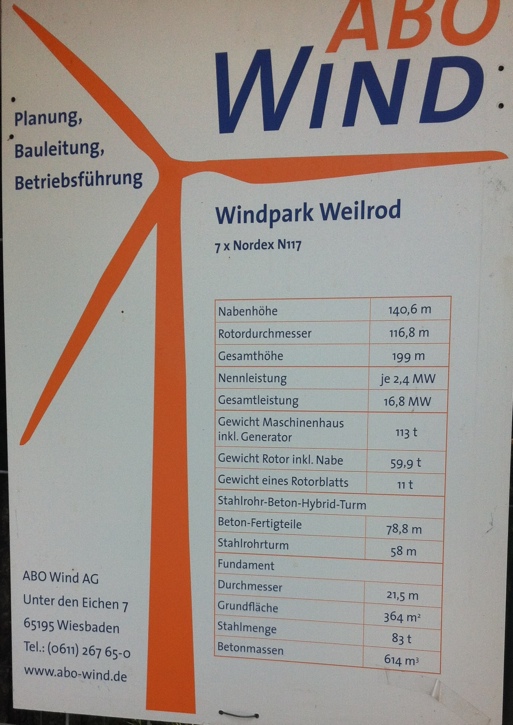 ABO
WIND
Planung,
Bauleitung,
Betriebsführung
Windpark Weilrod
7 x Nordex N117
Nabenhöhe 140,6 m
Rotordurchmesser 116,8 m
Gesamthöhe 199 m
Nennleistung je 2,4 MW
Gesamtleistung 16,8 MW
Gewicht Maschinenhaus
inkl. Generator 113 t
Gewicht Rotor inkl. Nabe 59,9 t
Gewicht eines Rotorblatts 11 t
Stahlrohr-Beton-Hybrid-Turm
Beton-Fertigteile 78,8 m
Stahlrohrturm 58 m
Fundament
Durchmesser 21,5 m
Grundfläche 364 m²
Stahlmenge 83 t
Betonmassen 614 m³
ABO Wind AG
Unter den Eichen 7
65195 Wiesbaden
Tel.: (0611) 267 65-0
www.abo-wind.de